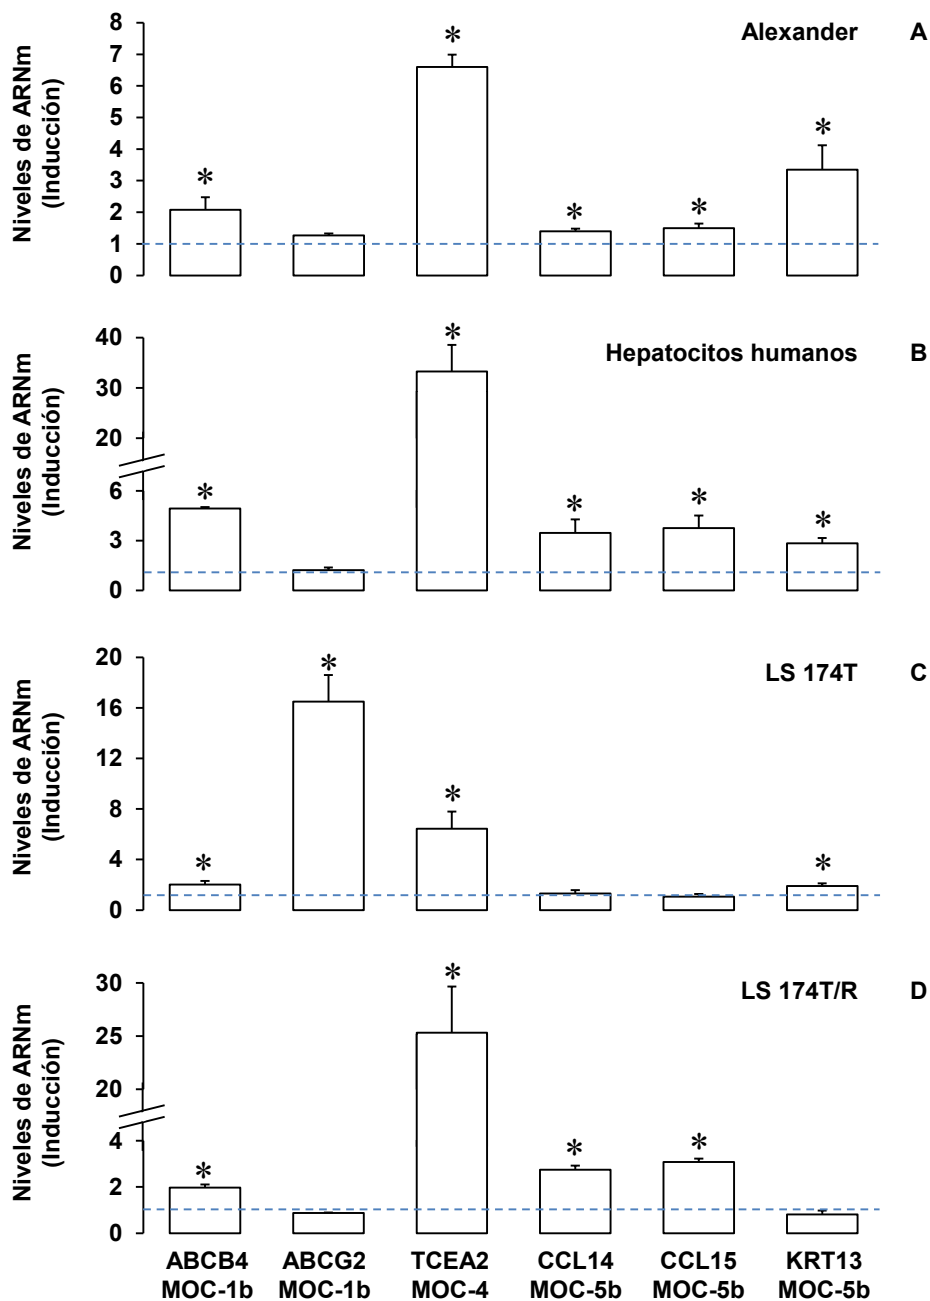 Alexander A
Niveles de ARNm
(Inducción)
8
7
6
5
4
3
2
1
0
* * * * *
Hepatocitos humanos B
Niveles de ARNm
(Inducción)
40
30
20
6
3
0
* * * * *
LS 174T C
Niveles de ARNm
(Inducción)
20
16
12
8
4
0
* * * *
LS 174T/R D
Niveles de ARNm
(Inducción)
30
25
20
4
2
0
* * * *
ABCB4 ABCG2 TCEA2 CCL14 CCL15 KRT13
MOC-1b MOC-1b MOC-4 MOC-5b MOC-5b MOC-5b